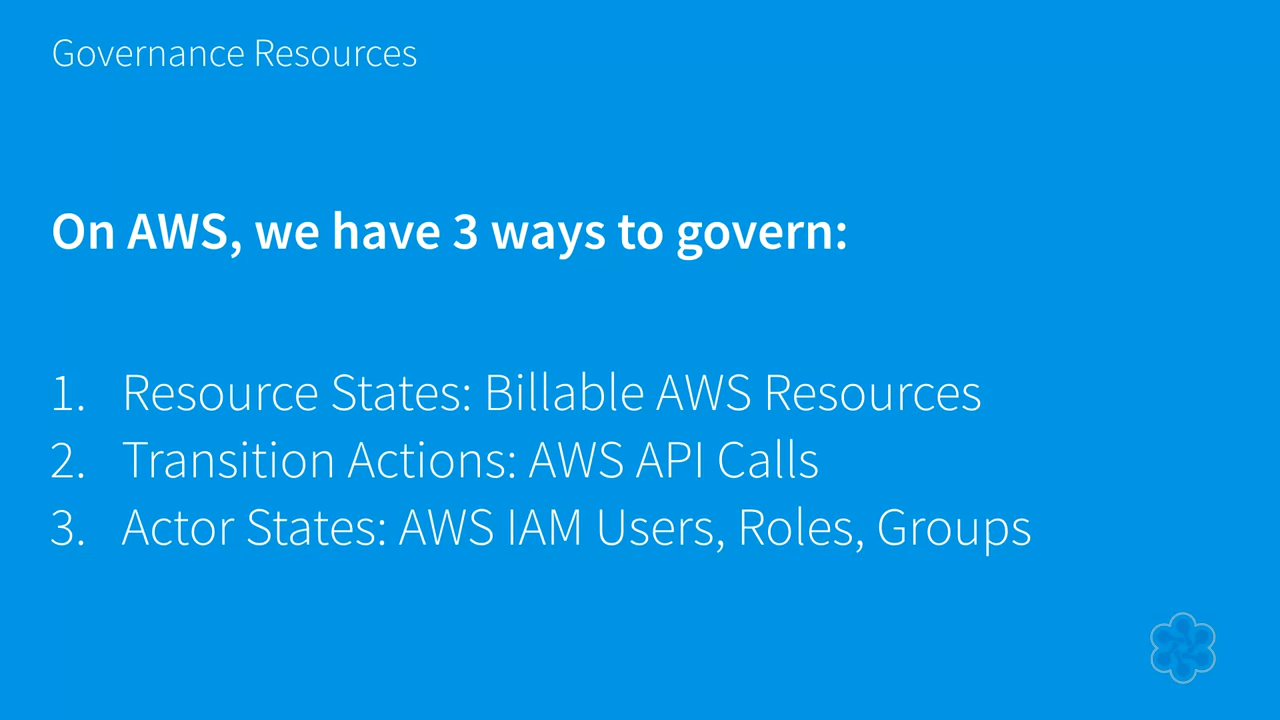 Governance Resources
On AWS, we have 3 ways to govern:
1. Resource States: Billable AWS Resources
2. Transition Actions: AWS API Calls
3. Actor States: AWS IAM Users, Roles, Groups